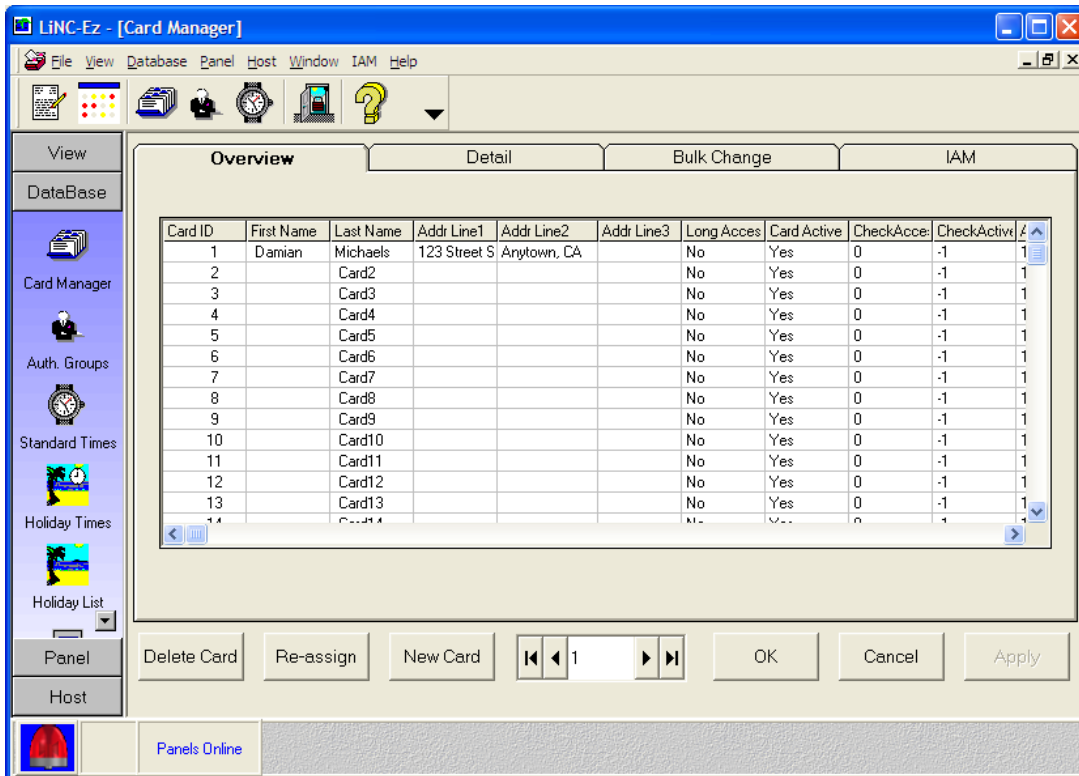 LiNC-Ez - [Card Manager]
File View Database Panel Host Window IAM Help
View
DataBase
Card Manager
Auth. Groups
Standard Times
Holiday Times
Holiday List
Panel
Host
Overview Detail Bulk Change IAM
Card ID First Name Last Name Addr Line1 Addr Line2 Addr Line3 Long Acces Card Active CheckAcce CheckActive
1 Damian Michaels 123 Street S Anytown, CA No Yes 0 -1 1
2 Card2 No Yes 0 -1 1
3 Card3 No Yes 0 -1 1
4 Card4 No Yes 0 -1 1
5 Card5 No Yes 0 -1 1
6 Card6 No Yes 0 -1 1
7 Card7 No Yes 0 -1 1
8 Card8 No Yes 0 -1 1
9 Card9 No Yes 0 -1 1
10 Card10 No Yes 0 -1 1
11 Card11 No Yes 0 -1 1
12 Card12 No Yes 0 -1 1
13 Card13 No Yes 0 -1 1
Delete Card Re-assign New Card 1 OK Cancel Apply
Panels Online